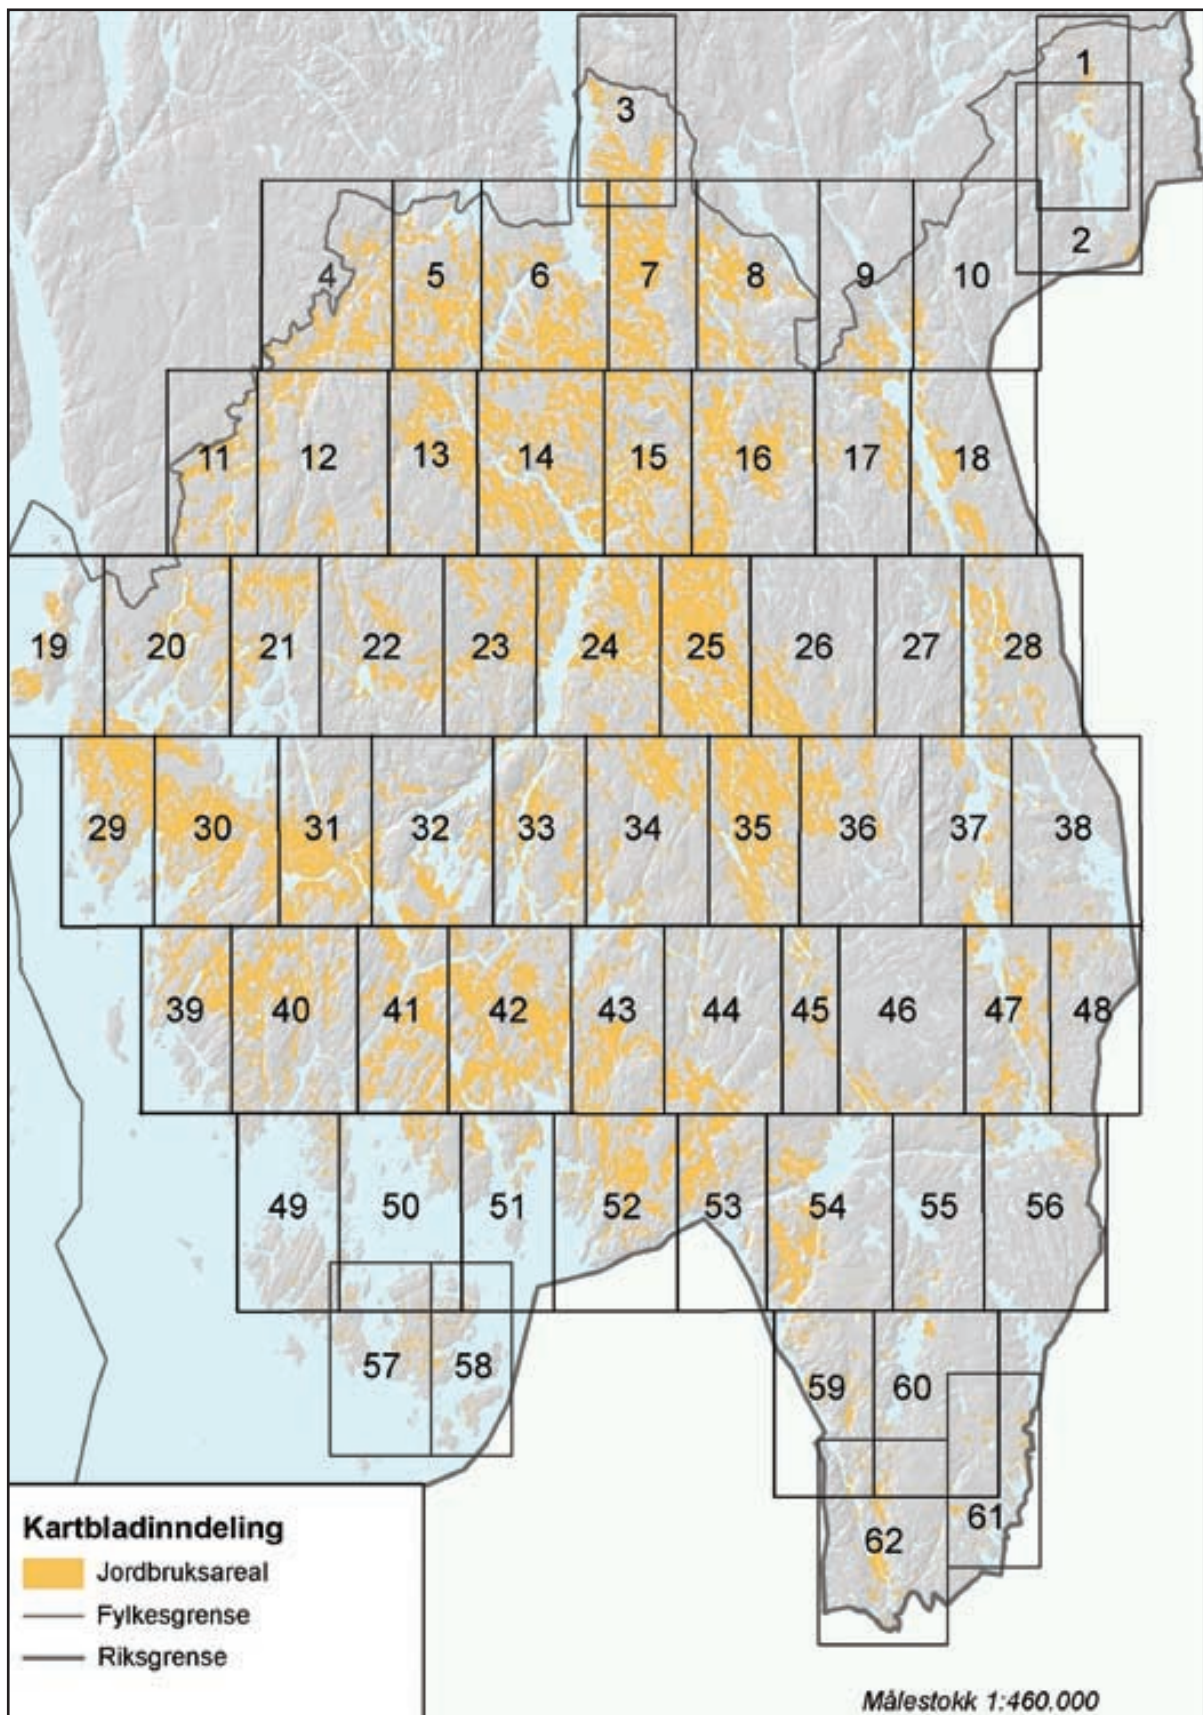 1
3
2
4 5 6 7 8 9 10
11 12 13 14 15 16 17 18
19 20 21 22 23 24 25 26 27 28
29 30 31 32 33 34 35 36 37 38
39 40 41 42 43 44 45 46 47 48
49 50 51 52 53 54 55 56
57 58 59 60
61
62
Kartbladinndeling
Jordbruksareal
Fylkesgrense
Riksgrense
Målestokk 1:460.000